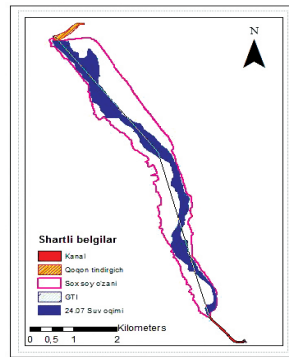 N
Shartli belgilar
Kanal
Qoqon tindirgich
Sox soy o'zani
GTI
24.07 Suv oqimi
Kilometers
0 0,5 1 2